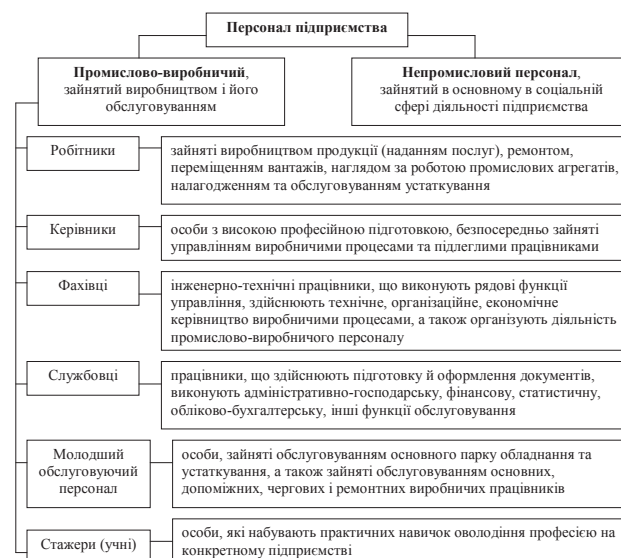 Персонал підприємства
Промислово-виробничий,
зайнятий виробництвом і його
обслуговуванням
Непромисловий персонал,
зайнятий в основному в соціальній
сфері діяльності підприємства
Робітники
зайняті виробництвом продукції (наданням послуг), ремонтом,
переміщенням вантажів, наглядом за роботою промислових агрегатів,
налагодженням та обслуговуванням устаткування
Керівники
особи з високою професійною підготовкою, безпосередньо зайняті
управлінням виробничими процесами та підлеглими працівниками
Фахівці
інженерно-технічні працівники, що виконують рядові функції
управління, здійснюють технічне, організаційне, економічне
керівництво виробничими процесами, а також організують діяльність
промислово-виробничого персоналу
Службовці
працівники, що здійснюють підготовку й оформлення документів,
виконують адміністративно-господарську, фінансову, статистичну,
обліково-бухгалтерську, інші функції обслуговування
Молодший
обслуговуючий
персонал
особи, зайняті обслуговуванням основного парку обладнання та
устаткування, а також зайняті обслуговуванням основних,
допоміжних, чергових і ремонтних виробничих працівників
Стажери (учні)
особи, які набувають практичних навичок оволодіння професією на
конкретному підприємстві